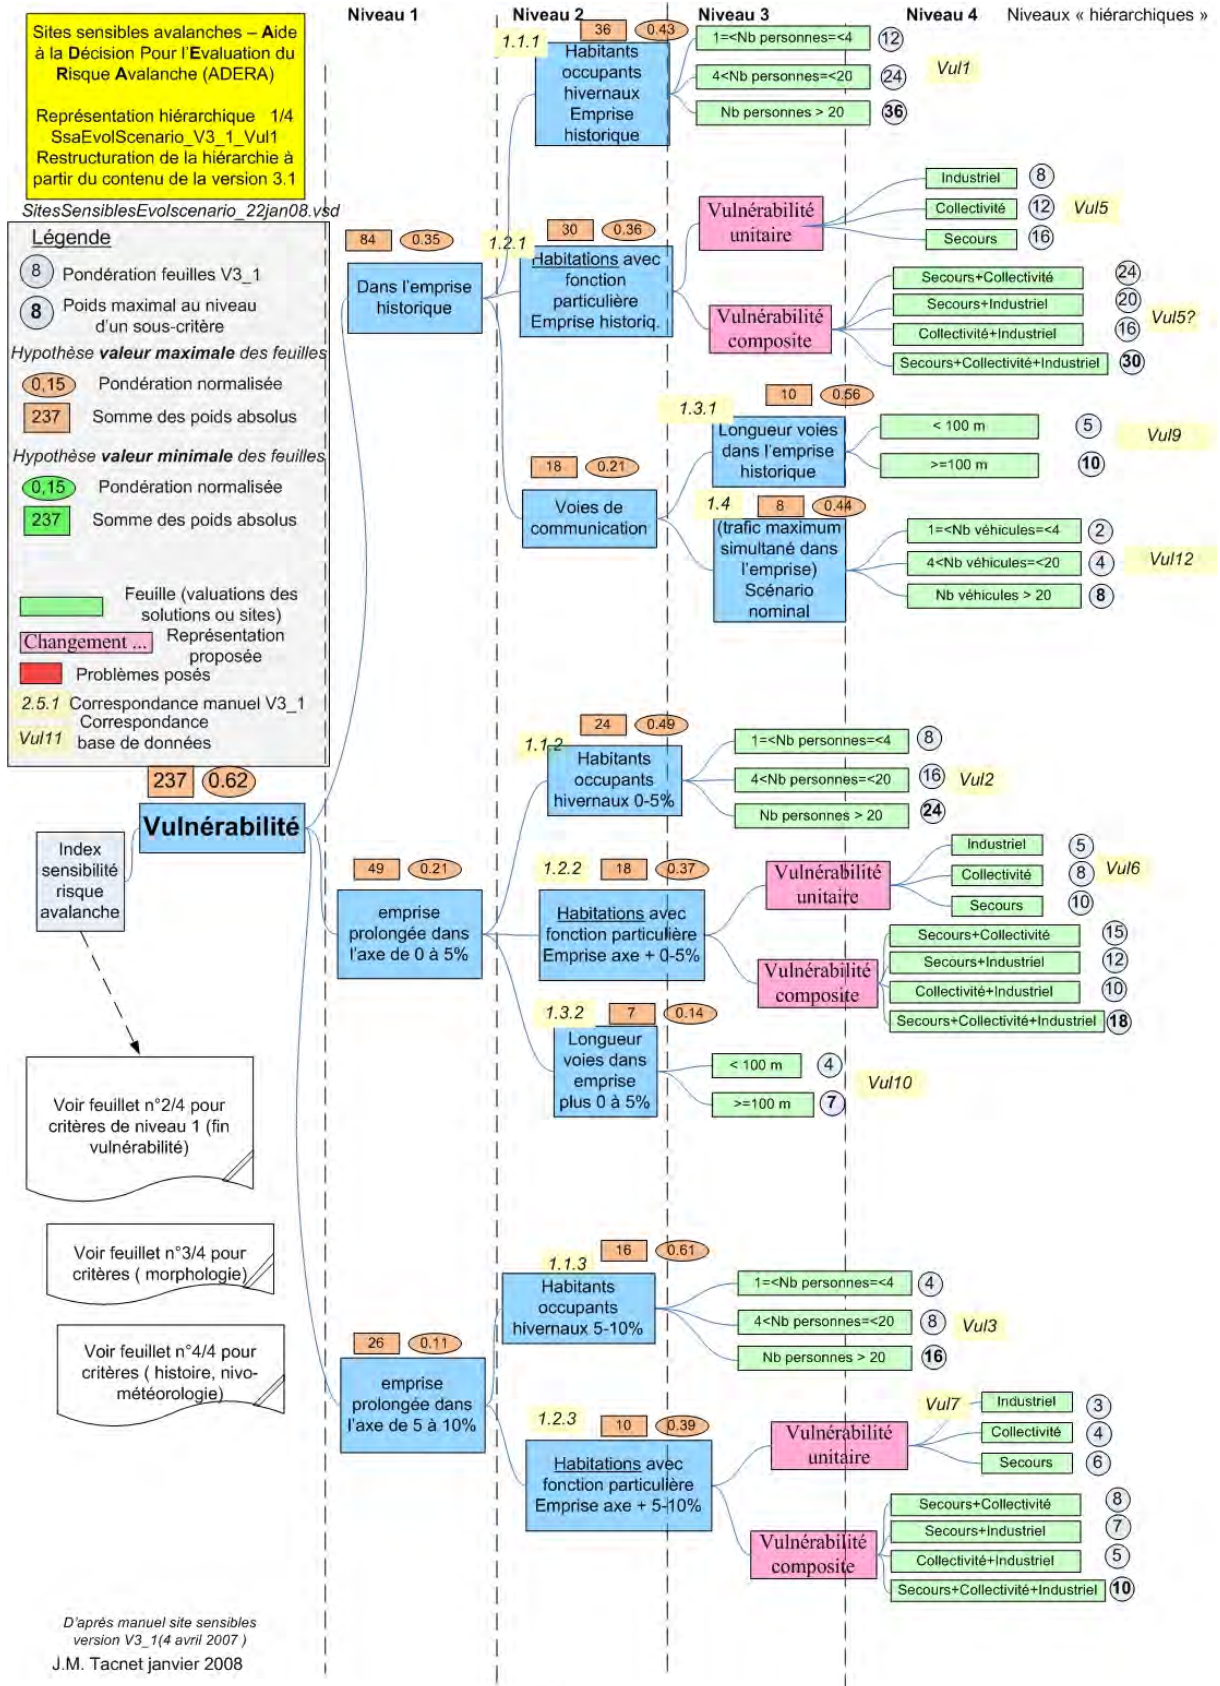 Niveau 1
Niveau 2
Niveau 3
Niveau 4
Niveaux « hiérarchiques »
Sites sensibles avalanches – Aide
à la Décision Pour l'Evaluation du
Risque Avalanche (ADERA)
Représentation hiérarchique 1/4
SsaEvolScenario_V3_1_Vul1
Restructuration de la hiérarchie à
partir du contenu de la version 3.1
SitesSensiblesEvolscenario_22jan08.vsd
Légende
8 Pondération feuilles V3_1
8 Poids maximal au niveau
d'un sous-critère
Hypothèse valeur maximale des feuilles
0,15 Pondération normalisée
237 Somme des poids absolus
Hypothèse valeur minimale des feuilles
0,15 Pondération normalisée
237 Somme des poids absolus
Feuille (valuations des
solutions ou sites)
Changement ... Représentation
proposée
Problèmes posés
2.5.1 Correspondance manuel V3_1
Correspondance
Vul11 base de données
237 0.62
Vulnérabilité
Index
sensibilité
risque
avalanche
Voir feuillet n°2/4 pour
critères de niveau 1 (fin
vulnérabilité)
Voir feuillet n°3/4 pour
critères ( morphologie)
Voir feuillet n°4/4 pour
critères ( histoire, nivo-
météorologie)
D'après manuel site sensibles
version V3_1(4 avril 2007 )
J.M. Tacnet janvier 2008
84 0.35
Dans l'emprise
historique
1.1.1
36 0.43
Habitants
occupants
hivernaux
Emprise
historique
1=<Nb personnes=<4 12
4<Nb personnes=<20 24
Nb personnes > 20 36
Vul1
1.2.1
30 0.36
Habitations avec
fonction
particulière
Emprise historiq.
Vulnérabilité
unitaire
Industriel 8
Collectivité 12
Secours 16
Vul5
Vulnérabilité
composite
Secours+Collectivité 24
Secours+Industriel 20
Collectivité+Industriel 16
Secours+Collectivité+Industriel 30
Vul5?
18 0.21
Voies de
communication
1.3.1
10 0.56
Longueur voies
dans l'emprise
historique
< 100 m 5
>=100 m 10
Vul9
1.4
8 0.44
(trafic maximum
simultané dans
l'emprise)
Scénario
nominal
1=<Nb véhicules=<4 2
4<Nb véhicules=<20 4
Nb véhicules > 20 8
Vul12
49 0.21
emprise
prolongée dans
l'axe de 0 à 5%
1.1.2
24 0.49
Habitants
occupants
hivernaux 0-5%
1=<Nb personnes=<4 8
4<Nb personnes=<20 16
Nb personnes > 20 24
Vul2
1.2.2
18 0.37
Habitations avec
fonction particulière
Emprise axe + 0-5%
Vulnérabilité
unitaire
Industriel 5
Collectivité 8
Secours 10
Vul6
Vulnérabilité
composite
Secours+Collectivité 15
Secours+Industriel 12
Collectivité+Industriel 10
Secours+Collectivité+Industriel 18
1.3.2
7 0.14
Longueur
voies dans
emprise
plus 0 à 5%
< 100 m 4
>=100 m 7
Vul10
26 0.11
emprise
prolongée dans
l'axe de 5 à 10%
1.1.3
16 0.61
Habitants
occupants
hivernaux 5-10%
1=<Nb personnes=<4 4
4<Nb personnes=<20 8
Nb personnes > 20 16
Vul3
1.2.3
10 0.39
Habitations avec
fonction particulière
Emprise axe + 5-10%
Vulnérabilité
unitaire
Vul7
Industriel 3
Collectivité 4
Secours 6
Vulnérabilité
composite
Secours+Collectivité 8
Secours+Industriel 7
Collectivité+Industriel 5
Secours+Collectivité+Industriel 10